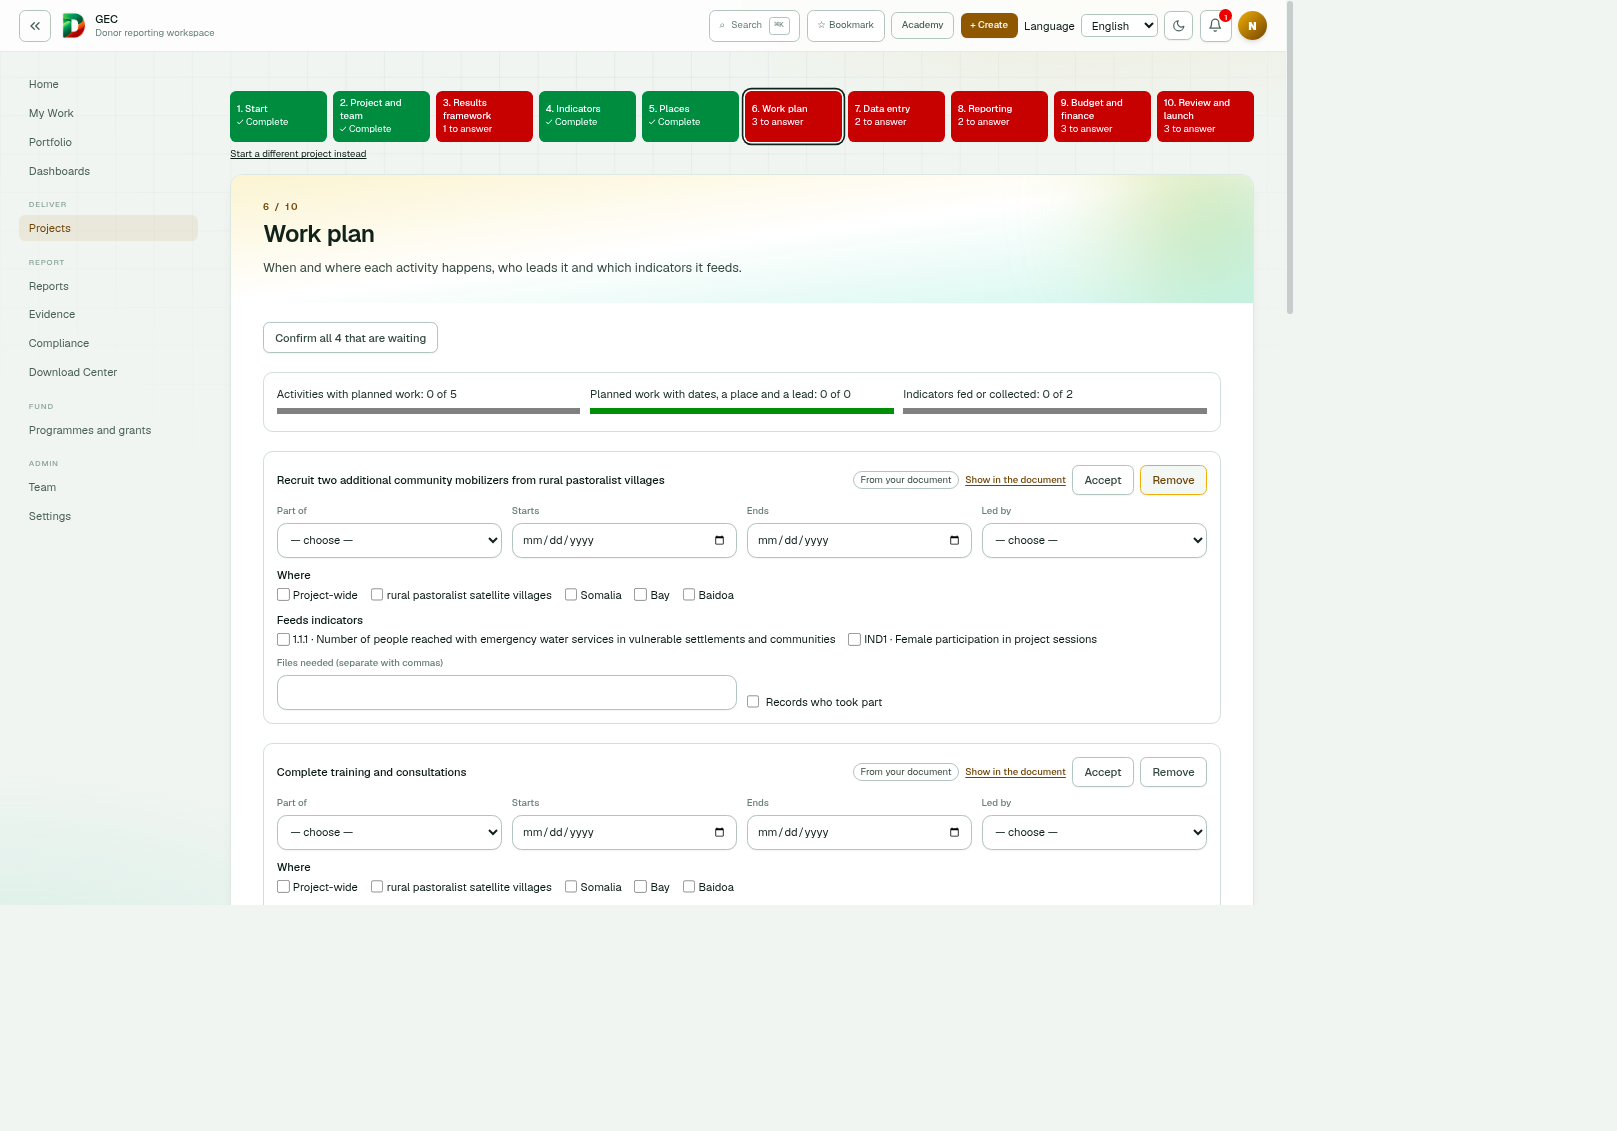 GEC
Donor reporting workspace
Search ⌘K
☆ Bookmark
Academy
+ Create
Language
English
1
N
Home
My Work
Portfolio
Dashboards
DELIVER
Projects
REPORT
Reports
Evidence
Compliance
Download Center
FUND
Programmes and grants
ADMIN
Team
Settings
1. Start
✓ Complete
2. Project and team
✓ Complete
3. Results framework
1 to answer
4. Indicators
✓ Complete
5. Places
✓ Complete
6. Work plan
3 to answer
7. Data entry
2 to answer
8. Reporting
2 to answer
9. Budget and finance
3 to answer
10. Review and launch
3 to answer
Start a different project instead
6 / 10
Work plan
When and where each activity happens, who leads it and which indicators it feeds.
Confirm all 4 that are waiting
Activities with planned work: 0 of 5
Planned work with dates, a place and a lead: 0 of 0
Indicators fed or collected: 0 of 2
Recruit two additional community mobilizers from rural pastoralist villages
From your document
Show in the document
Accept
Remove
Part of
Starts
Ends
Led by
— choose —
mm/dd/yyyy
mm/dd/yyyy
— choose —
Where
Project-wide
rural pastoralist satellite villages
Somalia
Bay
Baidoa
Feeds indicators
1.1.1 · Number of people reached with emergency water services in vulnerable settlements and communities
IND1 · Female participation in project sessions
Files needed (separate with commas)
Records who took part
Complete training and consultations
From your document
Show in the document
Accept
Remove
Part of
Starts
Ends
Led by
— choose —
mm/dd/yyyy
mm/dd/yyyy
— choose —
Where
Project-wide
rural pastoralist satellite villages
Somalia
Bay
Baidoa